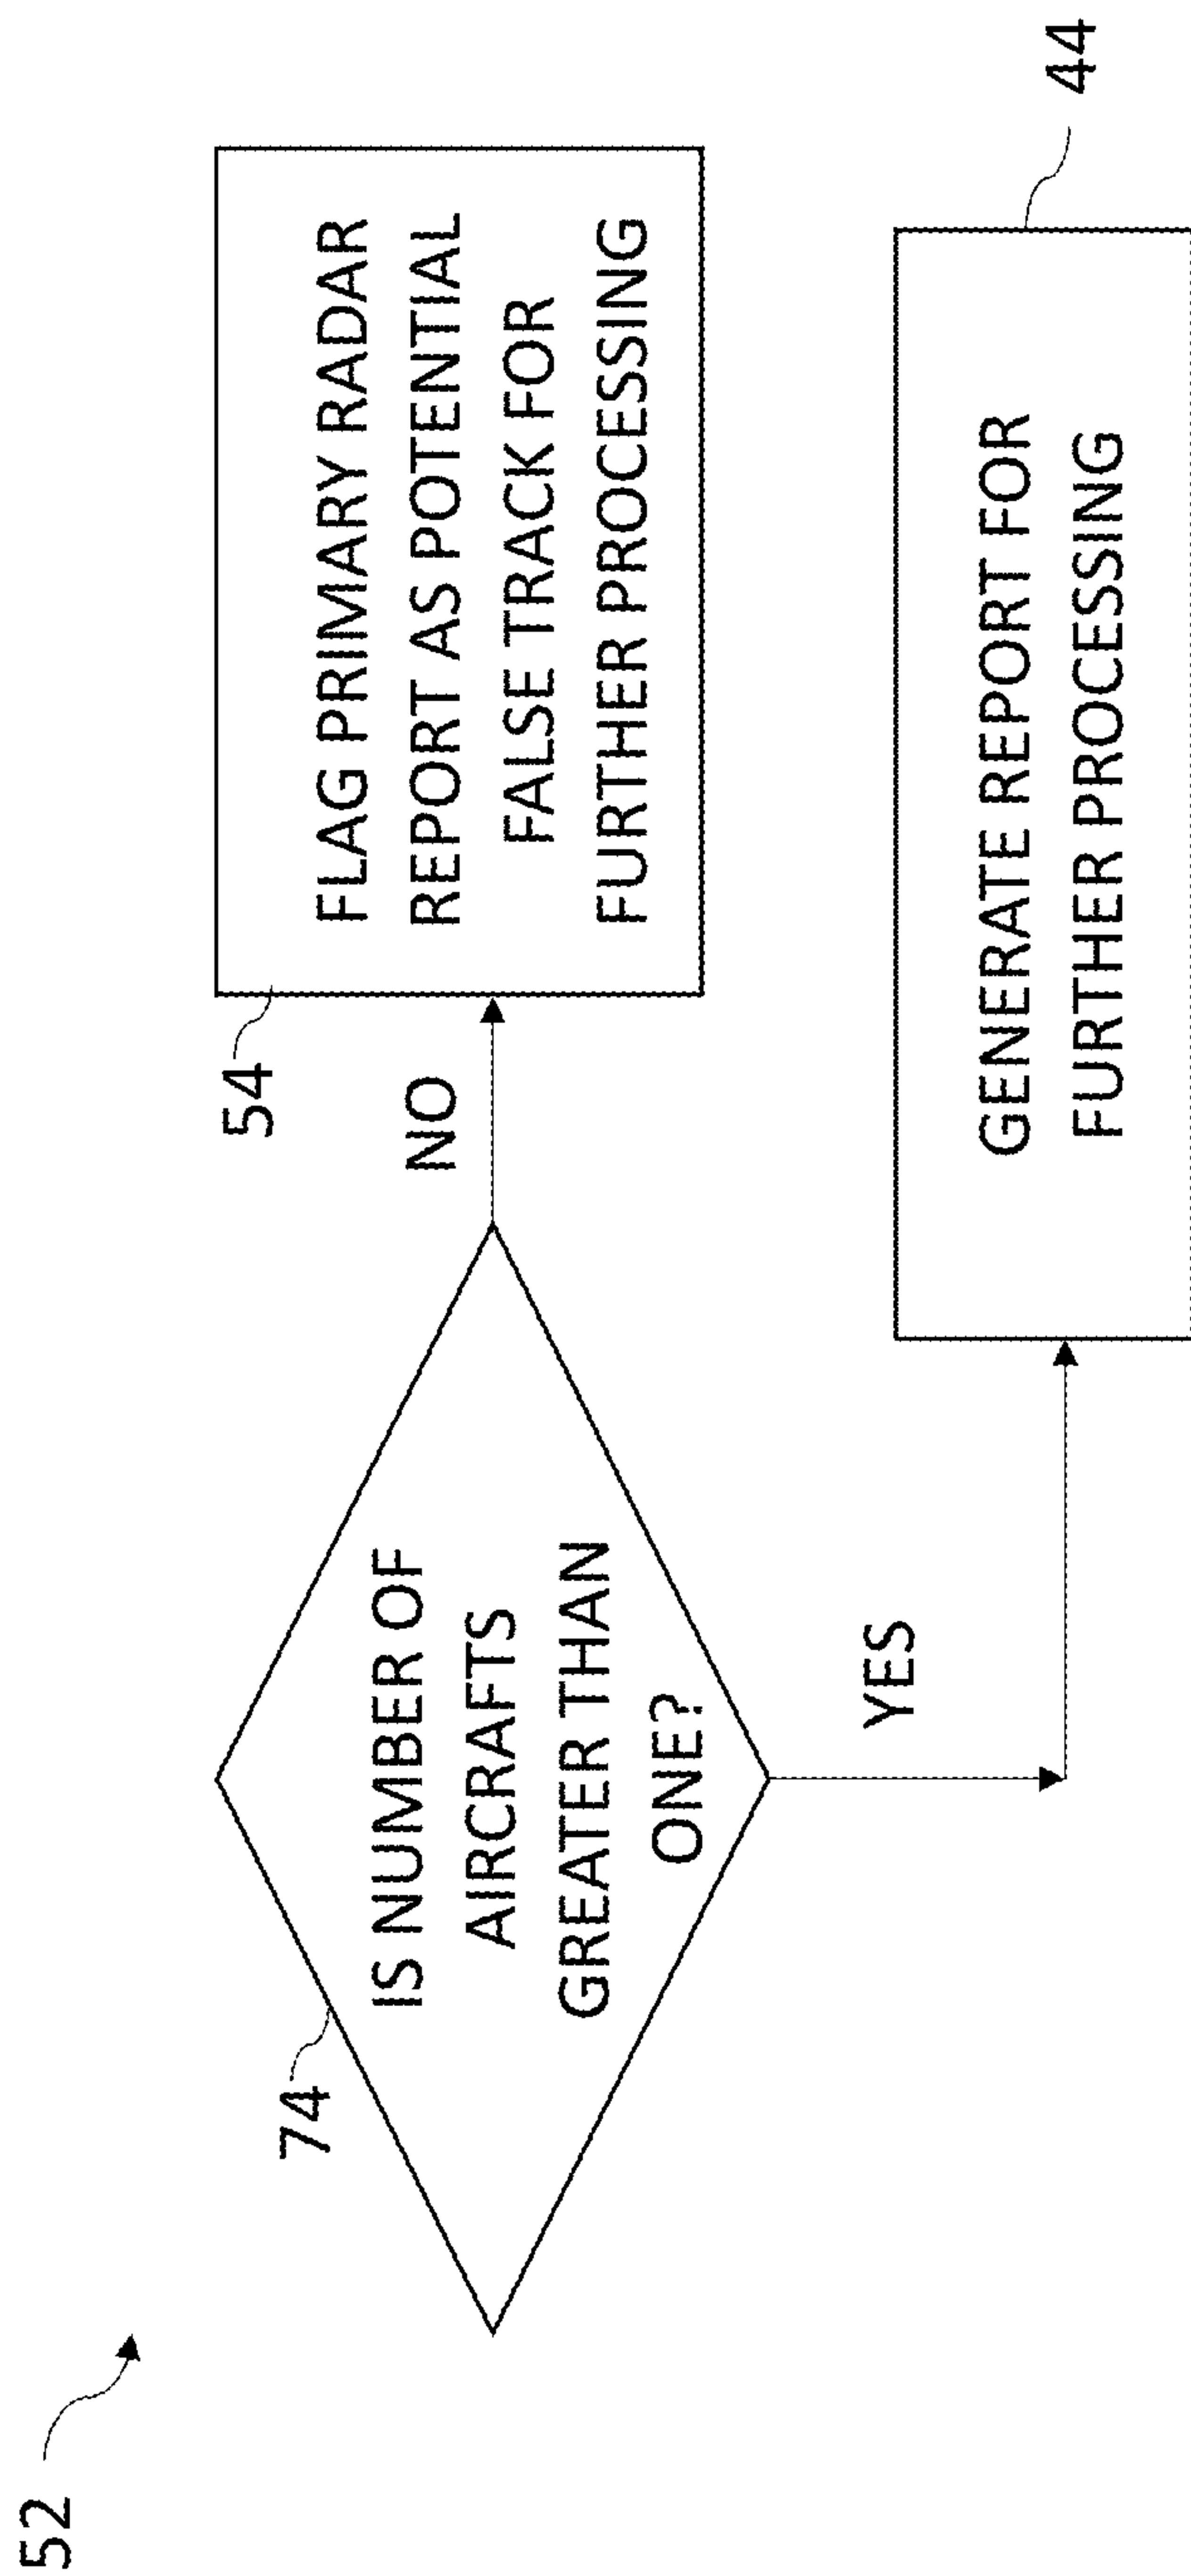 52
74
IS NUMBER OF
AIRCRAFTS
GREATER THAN
ONE?
NO
54
FLAG PRIMARY RADAR
REPORT AS POTENTIAL
FALSE TRACK FOR
FURTHER PROCESSING
YES
GENERATE REPORT FOR
FURTHER PROCESSING
44